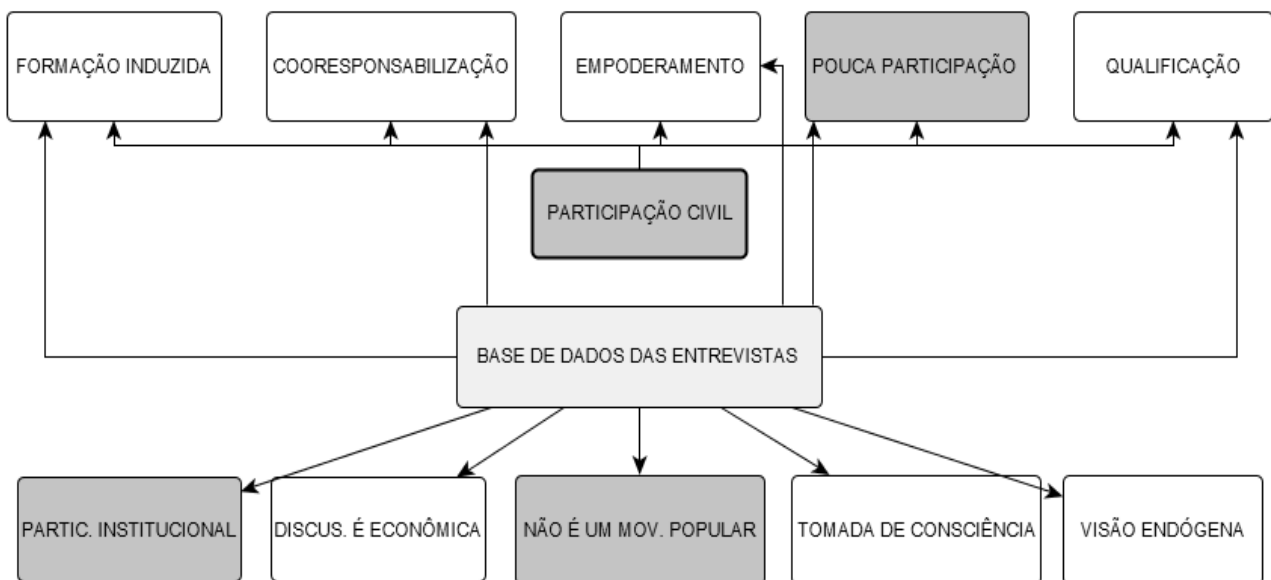 FORMAÇÃO INDUZIDA
COORESPONSABILIZAÇÃO
EMPODERAMENTO
POUCA PARTICIPAÇÃO
QUALIFICAÇÃO
PARTICIPAÇÃO CIVIL
BASE DE DADOS DAS ENTREVISTAS
PARTIC. INSTITUCIONAL
DISCUS. É ECONÔMICA
NÃO É UM MOV. POPULAR
TOMADA DE CONSCIÊNCIA
VISÃO ENDÓGENA